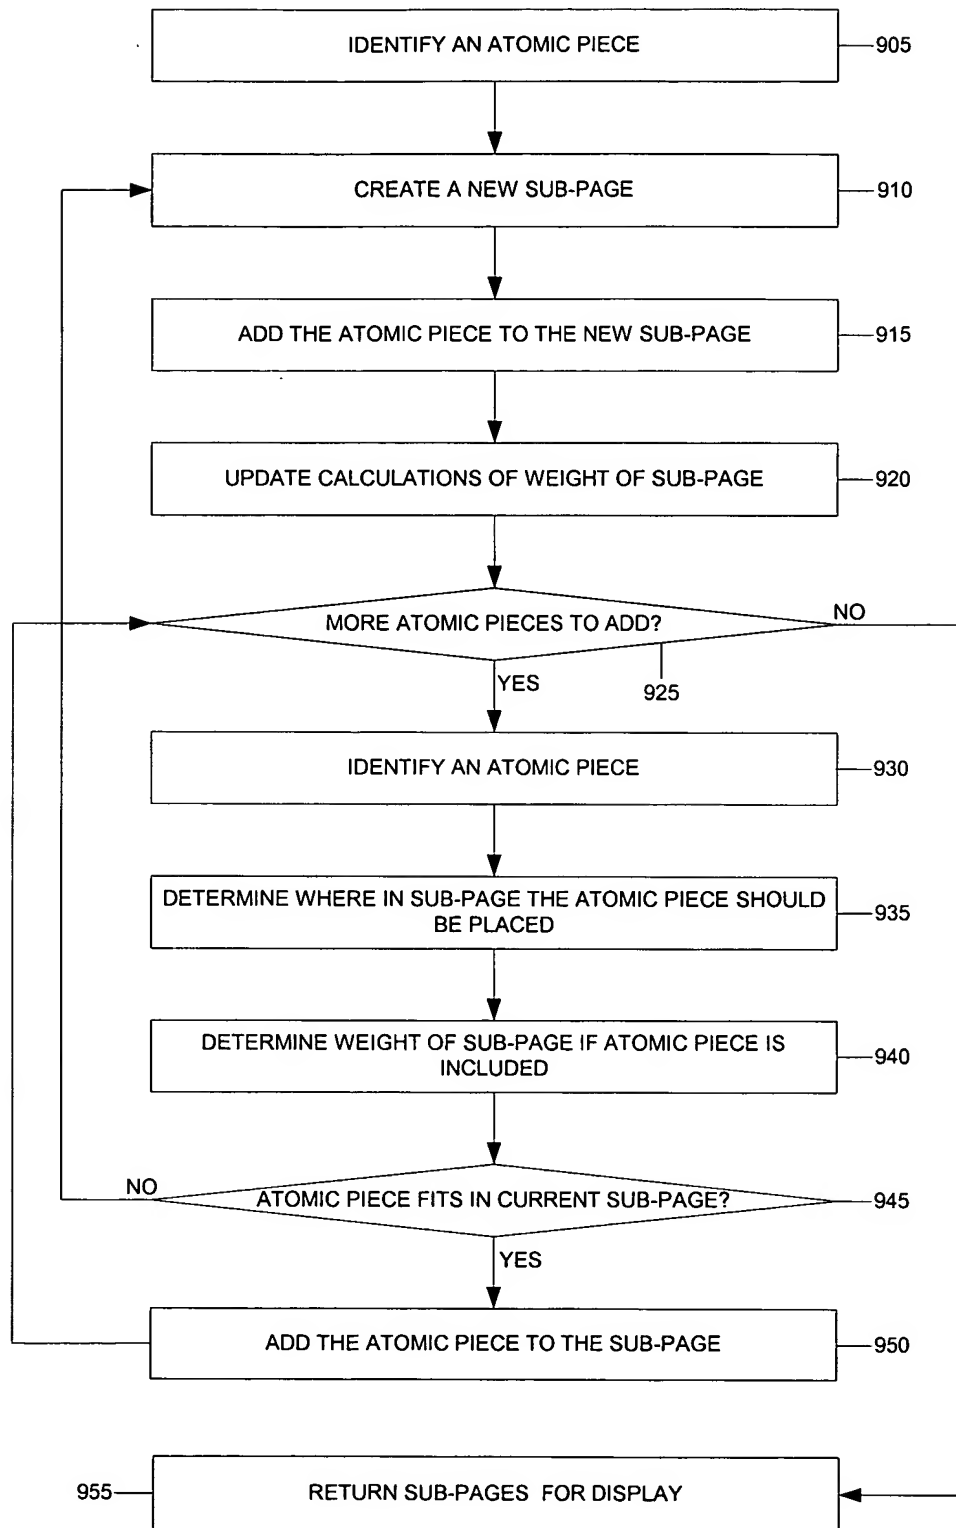 IDENTIFY AN ATOMIC PIECE
905
CREATE A NEW SUB-PAGE
910
ADD THE ATOMIC PIECE TO THE NEW SUB-PAGE
915
UPDATE CALCULATIONS OF WEIGHT OF SUB-PAGE
920
MORE ATOMIC PIECES TO ADD?
NO
YES
925
IDENTIFY AN ATOMIC PIECE
930
DETERMINE WHERE IN SUB-PAGE THE ATOMIC PIECE SHOULD
BE PLACED
935
DETERMINE WEIGHT OF SUB-PAGE IF ATOMIC PIECE IS
INCLUDED
940
NO
ATOMIC PIECE FITS IN CURRENT SUB-PAGE?
945
YES
ADD THE ATOMIC PIECE TO THE SUB-PAGE
950
955
RETURN SUB-PAGES FOR DISPLAY